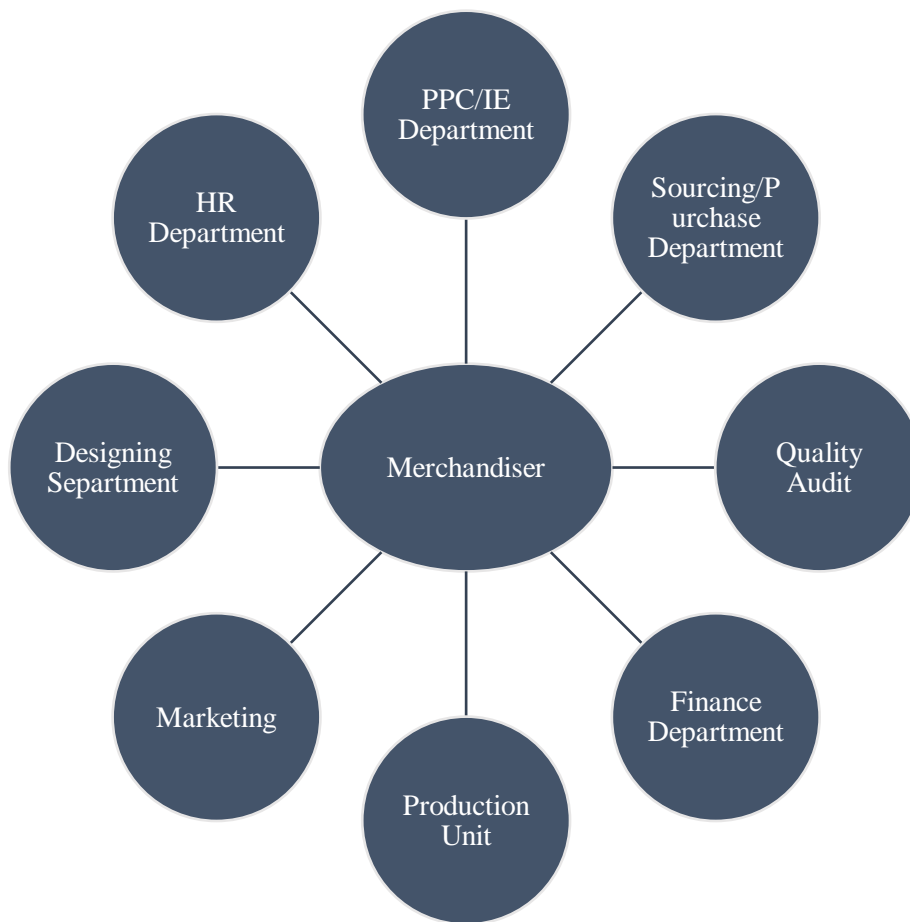 PPC/IE
Department
HR
Department
Sourcing/P
urchase
Department
Designing
Separtment
Merchandiser
Quality
Audit
Marketing
Finance
Department
Production
Unit